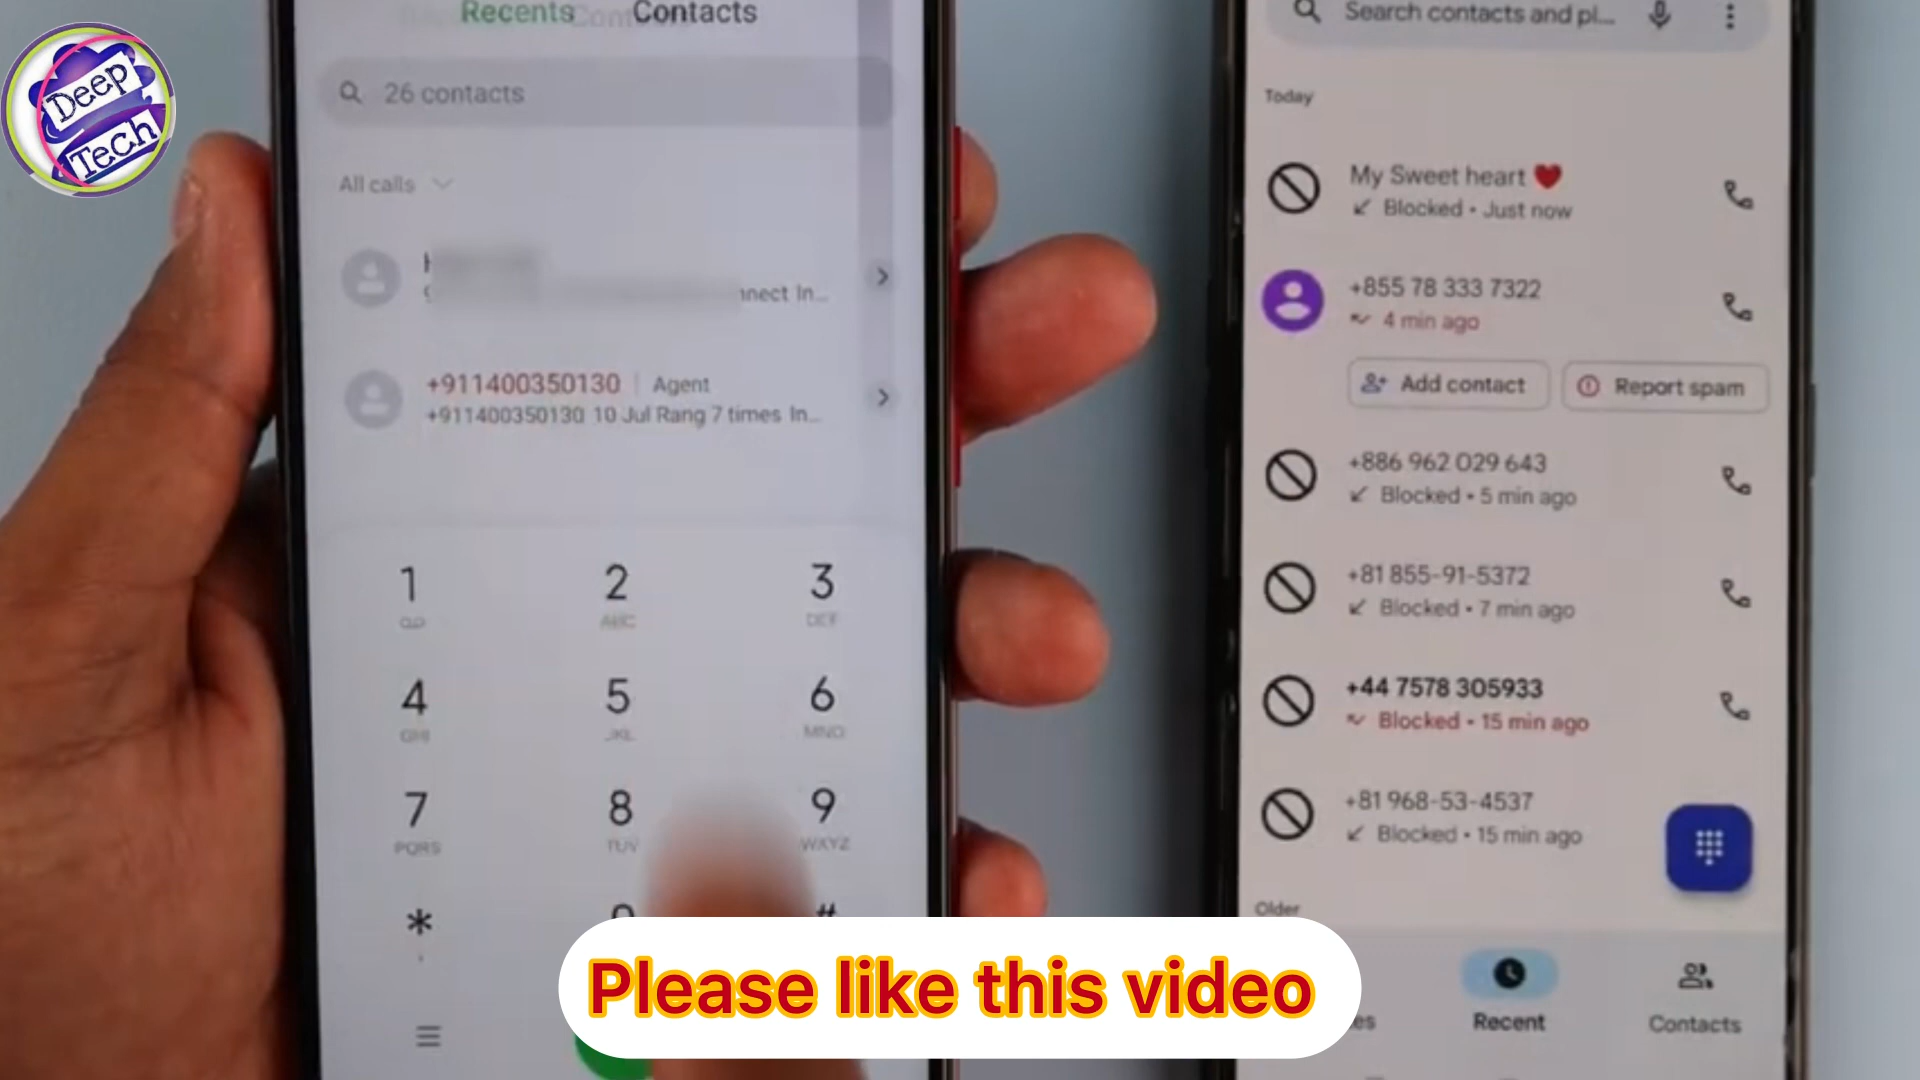 Deep
Tech
Recents Contacts
26 contacts
All calls
nnect In...
+911400350130 | Agent
+911400350130 10 Jul Rang 7 times In...
1
2 ABC
3 DEF
4 GHI
5 JKL
6 MNO
7 PQRS
8 TUV
9 WXYZ
*
#
Search contacts and pl...
Today
My Sweet heart ❤
Blocked • Just now
+855 78 333 7322
4 min ago
Add contact
Report spam
+886 962 029 643
Blocked • 5 min ago
+81 855-91-5372
Blocked • 7 min ago
+44 7578 305933
Blocked • 15 min ago
+81 968-53-4537
Blocked • 15 min ago
Older
es
Recent
Contacts
Please like this video